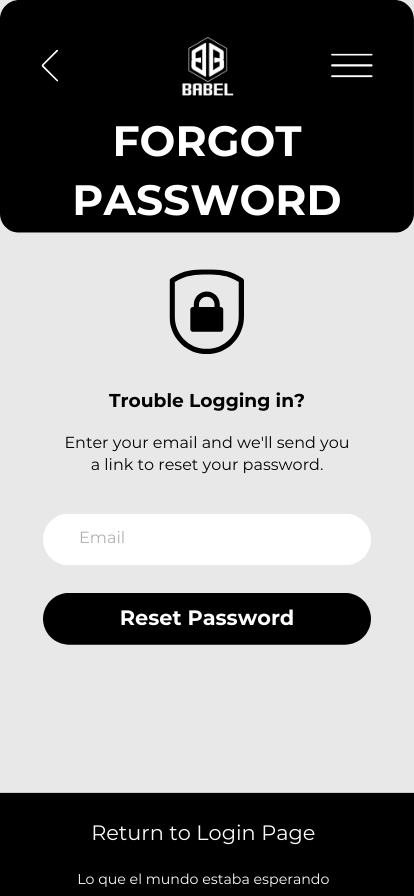 BABEL
FORGOT
PASSWORD
Trouble Logging in?
Enter your email and we'll send you
a link to reset your password.
Email
Reset Password
Return to Login Page
Lo que el mundo estaba esperando